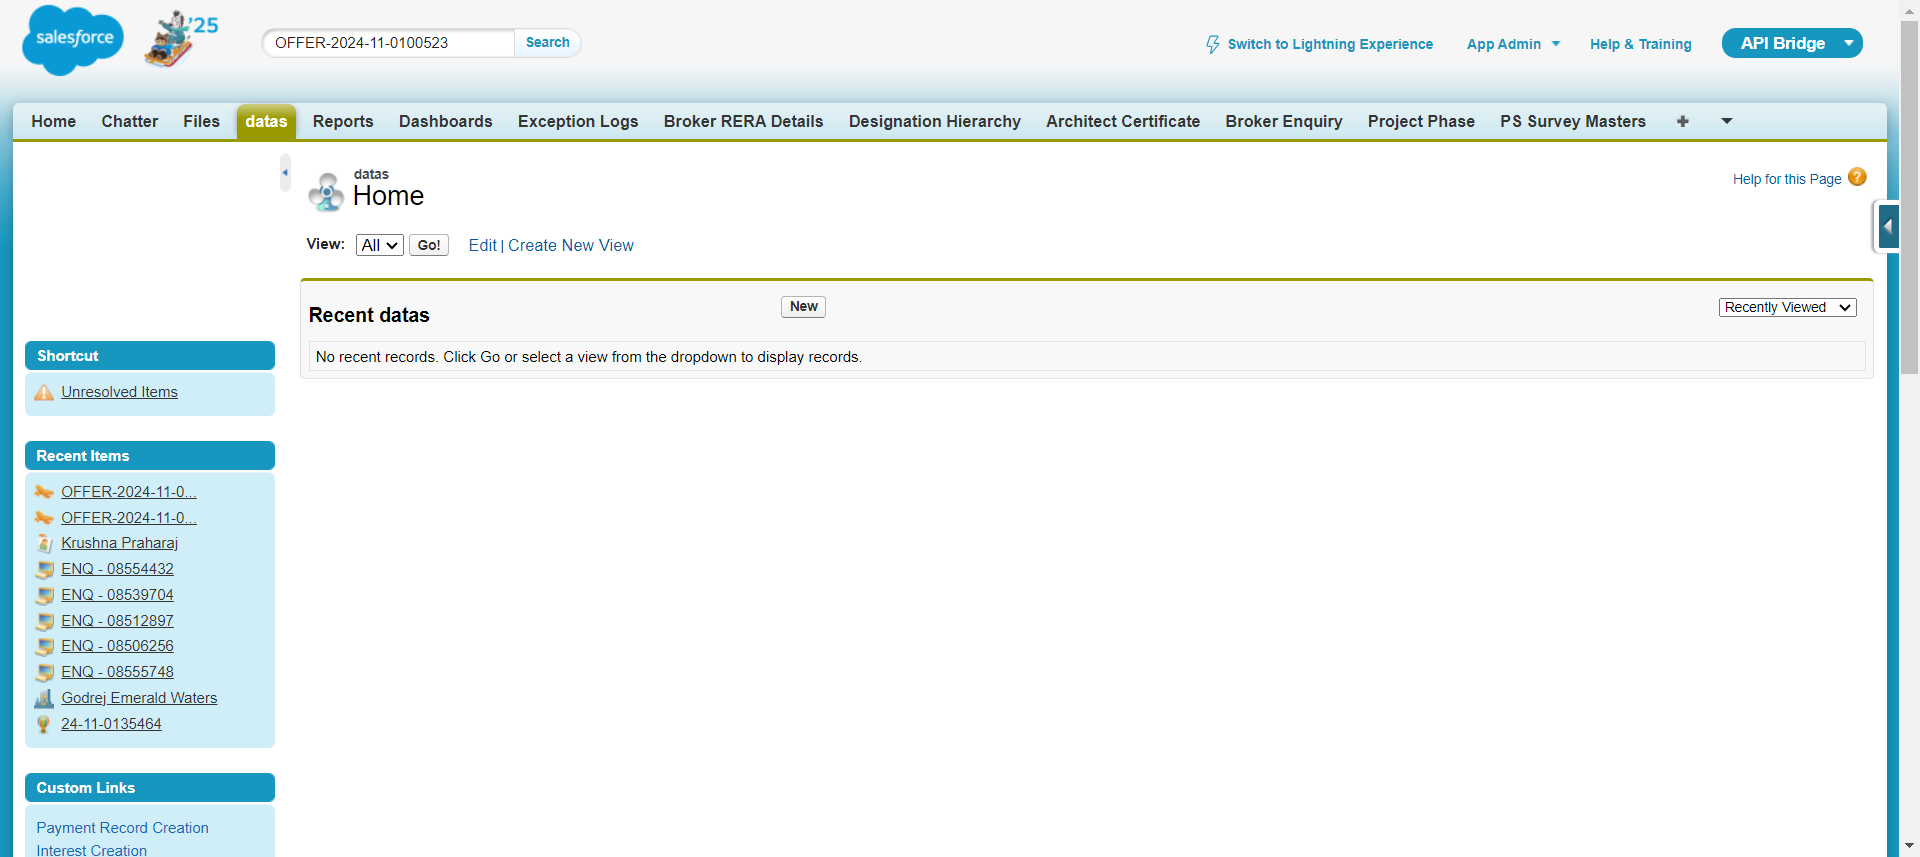 salesforce
'25
OFFER-2024-11-0100523
Search
Switch to Lightning Experience
App Admin
Help & Training
API Bridge
Home
Chatter
Files
datas
Reports
Dashboards
Exception Logs
Broker RERA Details
Designation Hierarchy
Architect Certificate
Broker Enquiry
Project Phase
PS Survey Masters
datas
Home
Help for this Page
?
View:
All
Go!
Edit | Create New View
Recent datas
New
Recently Viewed
No recent records. Click Go or select a view from the dropdown to display records.
Shortcut
Unresolved Items
Recent Items
OFFER-2024-11-0...
OFFER-2024-11-0...
Krushna Praharaj
ENQ - 08554432
ENQ - 08539704
ENQ - 08512897
ENQ - 08506256
ENQ - 08555748
Godrej Emerald Waters
24-11-0135464
Custom Links
Payment Record Creation
Interest Creation